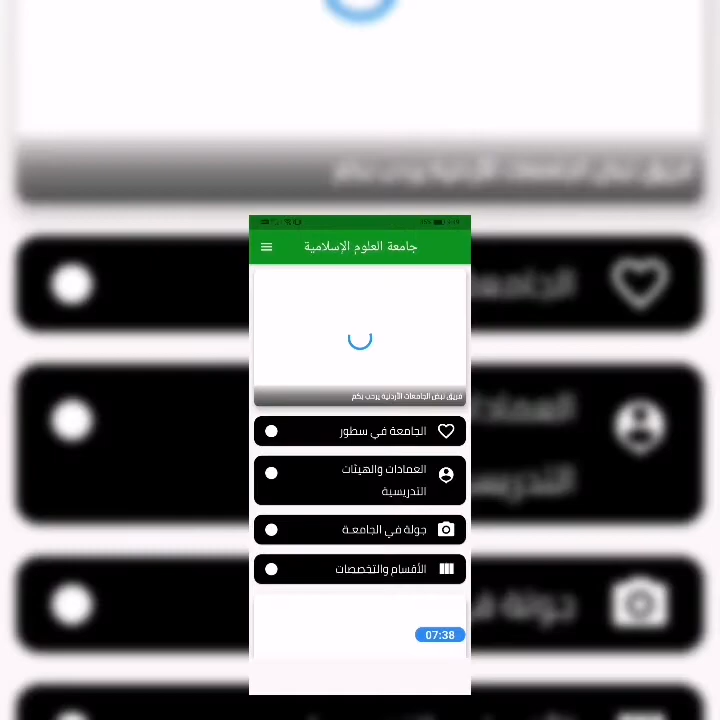 جامعة العلوم الإسلامية
فريق نبض الجامعات الأردنية يرحب بكم
الجامعة في سطور
العمادات والهيئات
التدريسية
جولة في الجامعة
الأقسام والتخصصات
07:38